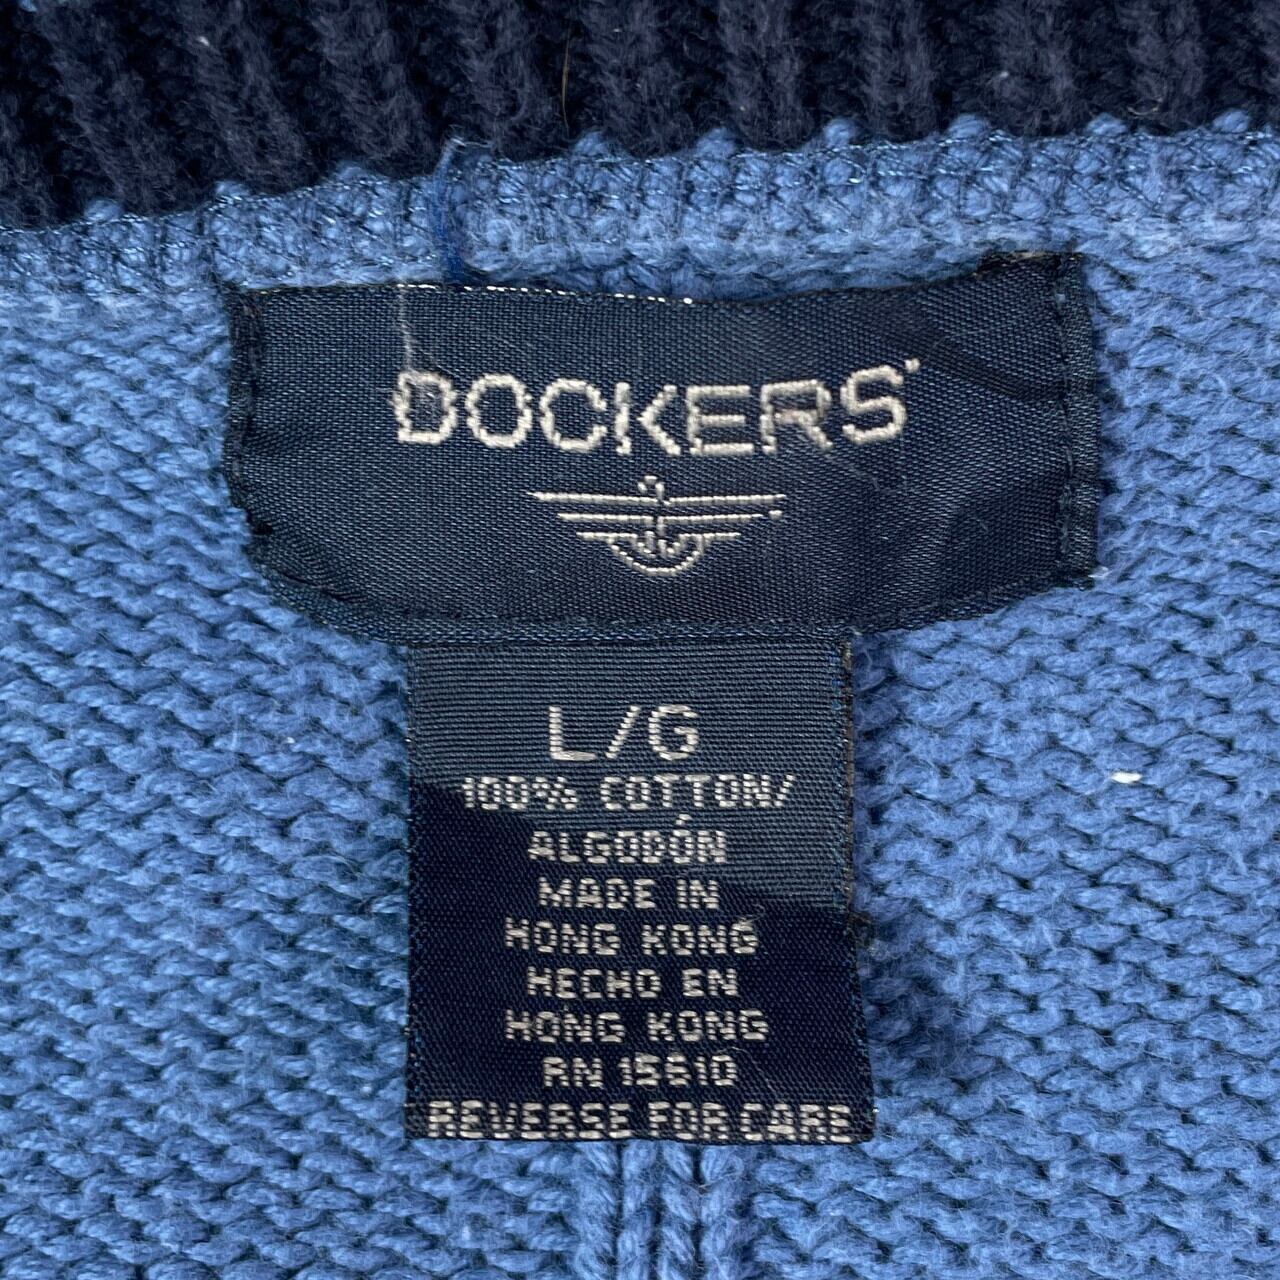 DOCKERS
L/G
100% COTTON/
ALGODÓN
MADE IN
HONG KONG
HECHO EN
HONG KONG
RN 15610
REVERSE FOR CARE